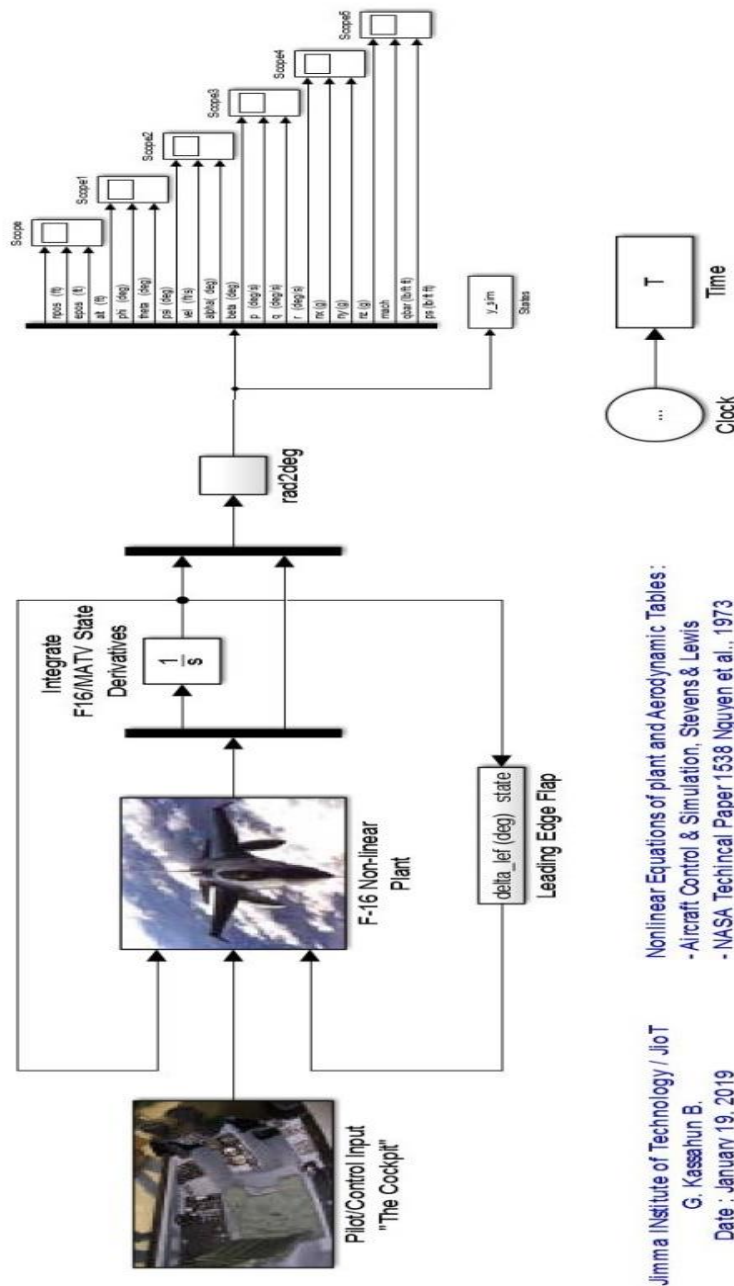 Scope
Scope1
Scope2
Scope3
Scope4
Scope5
npos (ft)
epos (ft)
alt (ft)
phi (deg)
theta (deg)
psi (deg)
vel (ft/s)
alpha( deg)
beta (deg)
p (deg/s)
q (deg/s)
r (deg/s)
nx (g)
ny (g)
nz (g)
mach
qbar (lb/ft ft)
ps (lb/ft ft)
y_sim
States
rad2deg
Integrate
F16/MATV State
Derivatives
1
s
F-16 Non-linear
Plant
Pilot/Control Input
"The Cockpit"
delta_lef (deg) state
Leading Edge Flap
...
Clock
T
Time
Jimma INstitute of Technology / JioT
G. Kassahun B.
Date : January 19, 2019
Nonlinear Equations of plant and Aerodynamic Tables :
- Aircraft Control & Simulation, Stevens & Lewis
- NASA Techincal Paper 1538 Nguyen et al., 1973